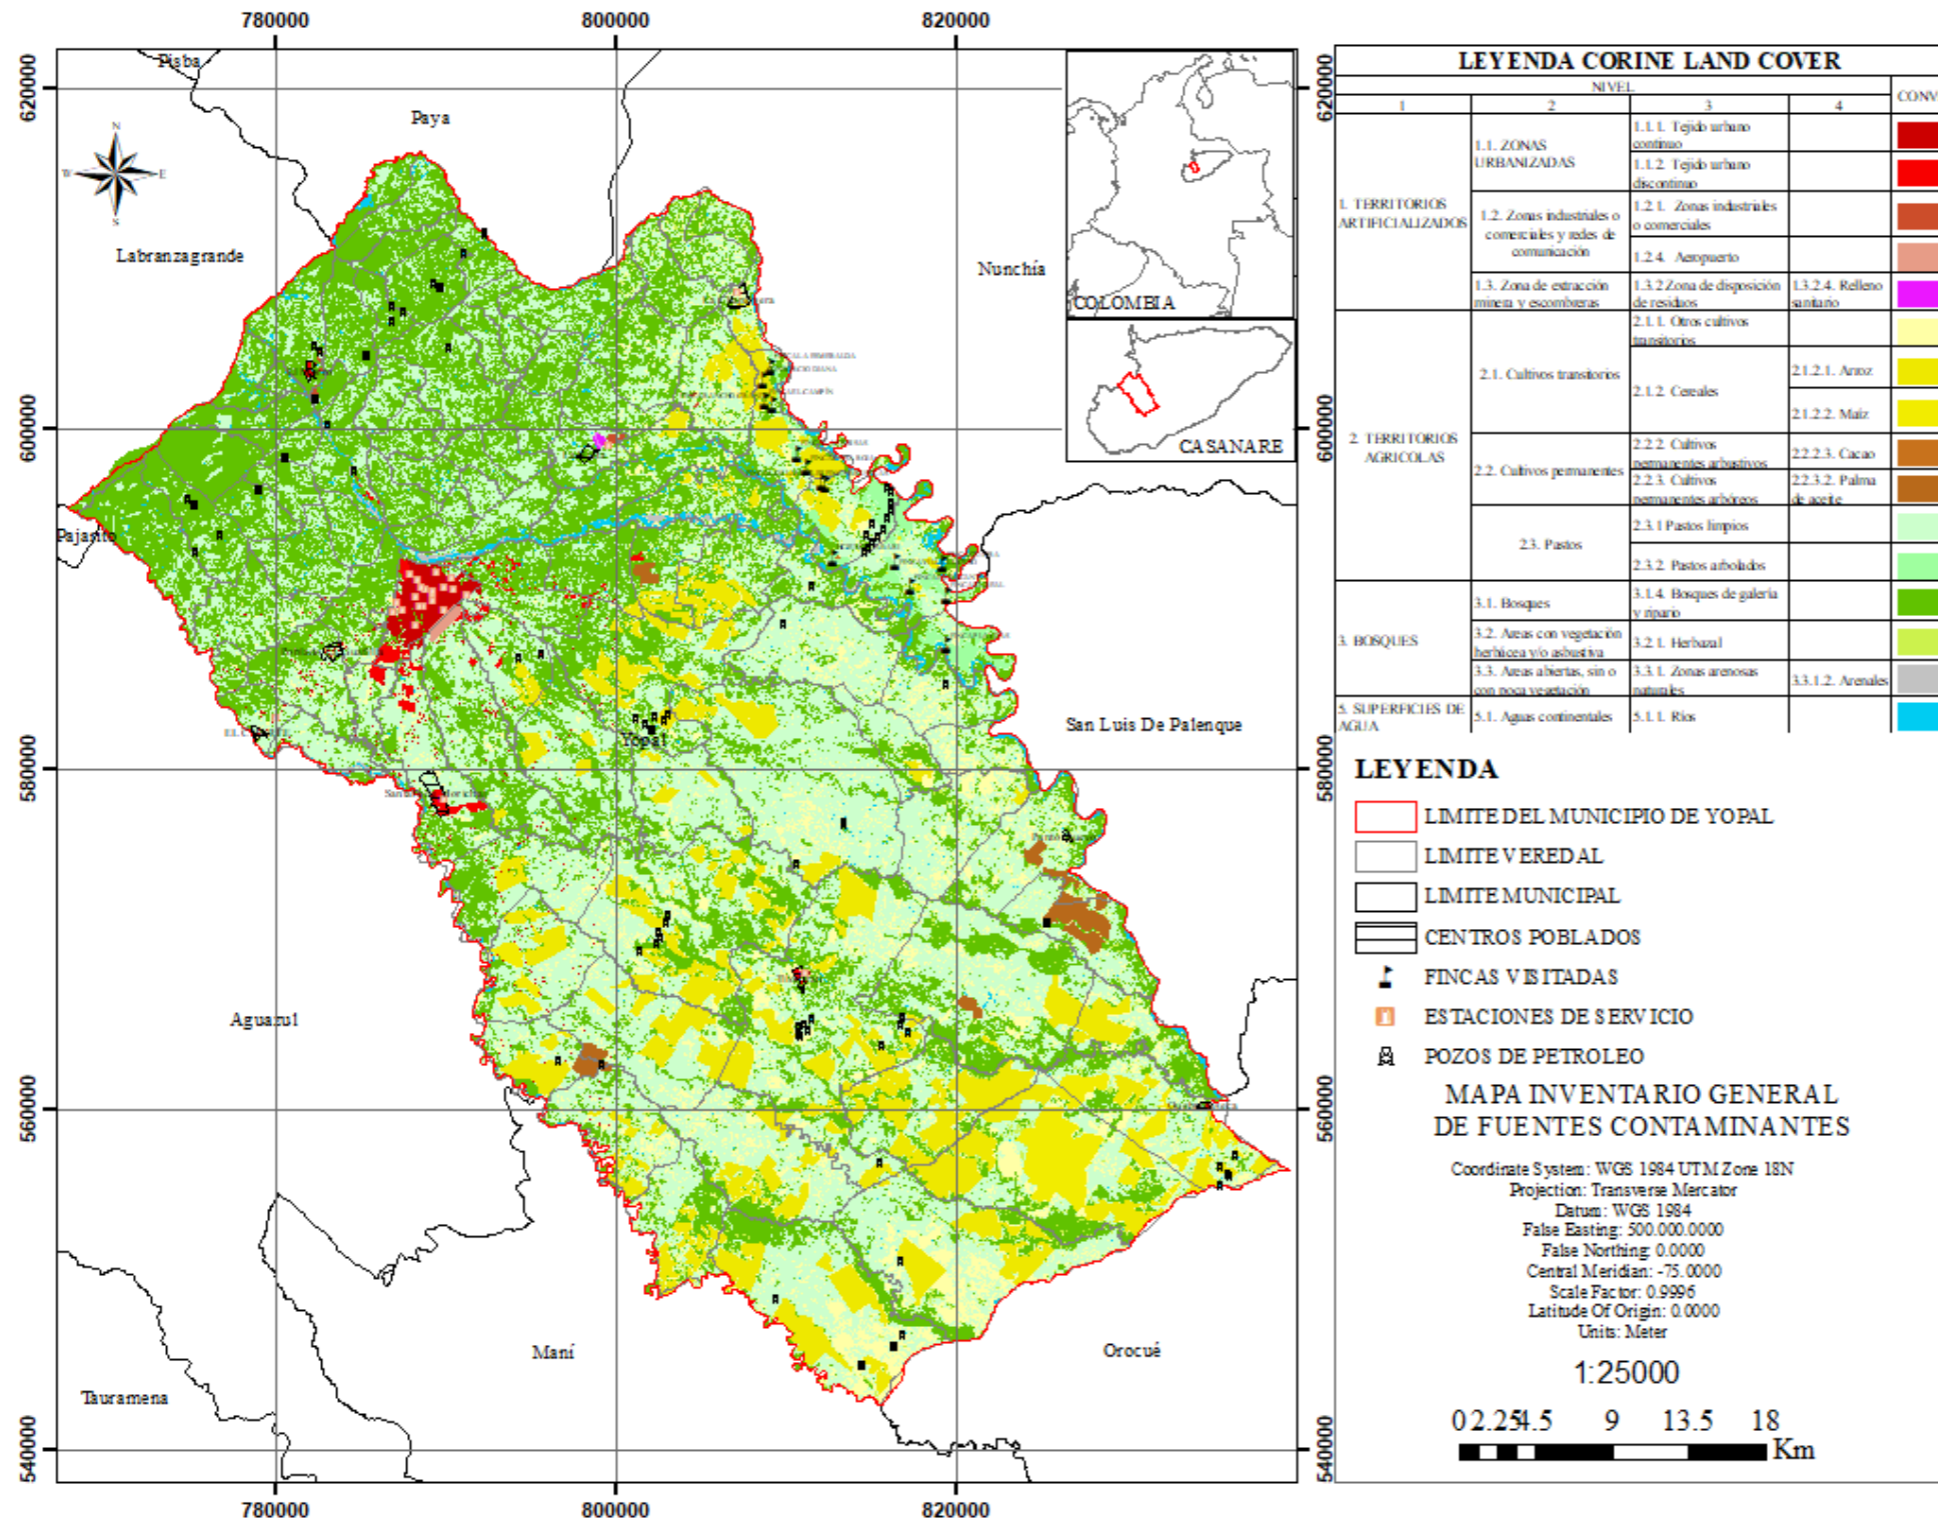 780000
800000
820000
620000
600000
580000
560000
540000
Pisba
Paya
N
W
E
S
Labranzagrande
Nunchía
COLOMBIA
CASANARE
Pajarito
San Luis De Palenque
Yopal
Aguazul
Maní
Orocué
Tauramena
620000
600000
580000
560000
540000
780000
800000
820000
LEYENDA CORINE LAND COVER
NIVEL
CONV
1
2
3
4
1. TERRITORIOS
ARTIFICIALIZADOS
1.1. ZONAS
URBANIZADAS
1.1.1. Tejido urbano
continuo
1.1.2. Tejido urbano
discontinuo
1.2. Zonas industriales o
comerciales y redes de
comunicación
1.2.1. Zonas industriales
o comerciales
1.2.4. Aeropuerto
1.3. Zona de extracción
minera y escombreras
1.3.2 Zona de disposición
de residuos
1.3.2.4. Relleno
sanitario
2. TERRITORIOS
AGRICOLAS
2.1. Cultivos transitorios
2.1.1. Otros cultivos
transitorios
2.1.2. Cereales
2.1.2.1. Arroz
2.1.2.2. Maíz
2.2. Cultivos permanentes
2.2.2. Cultivos
permanentes arbustivos
2.2.2.3. Cacao
2.2.3. Cultivos
permanentes arbóreos
2.2.3.2. Palma
de aceite
2.3. Pastos
2.3.1 Pastos limpios
2.3.2. Pastos arbolados
3. BOSQUES
3.1. Bosques
3.1.4. Bosques de galería
y ripario
3.2. Areas con vegetación
herbácea y/o asbustiva
3.2.1. Herbazal
3.3. Areas abiertas, sin o
con poca vegetación
3.3.1. Zonas arenosas
naturales
3.3.1.2. Arenales
5. SUPERFICIES DE
AGUA
5.1. Aguas continentales
5.1.1. Ríos
LEYENDA
LIMITE DEL MUNICIPIO DE YOPAL
LIMITE VEREDAL
LIMITE MUNICIPAL
CENTROS POBLADOS
FINCAS VISITADAS
ESTACIONES DE SERVICIO
POZOS DE PETROLEO
MAPA INVENTARIO GENERAL
DE FUENTES CONTAMINANTES
Coordinate System: WGS 1984 UTM Zone 18N
Projection: Transverse Mercator
Datum: WGS 1984
False Easting: 500.000.0000
False Northing: 0.0000
Central Meridian: -75.0000
Scale Factor: 0.9996
Latitude Of Origin: 0.0000
Units: Meter
1:25000
0 2.25 4.5 9 13.5 18
Km